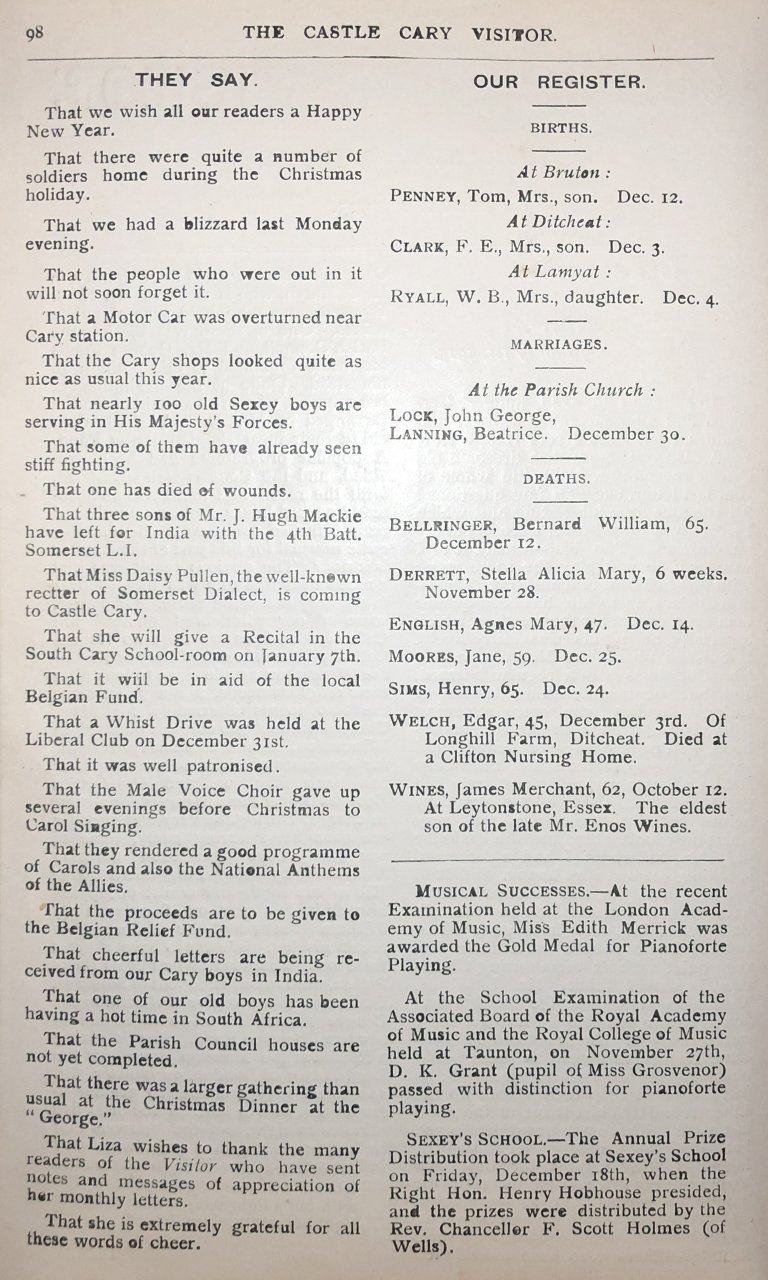 98
THE CASTLE CARY VISITOR.
THEY SAY.
That we wish all our readers a Happy
New Year.
That there were quite a number of
soldiers home during the Christmas
holiday.
That we had a blizzard last Monday
evening.
That the people who were out in it
will not soon forget it.
That a Motor Car was overturned near
Cary station.
That the Cary shops looked quite as
nice as usual this year.
That nearly 100 old Sexey boys are
serving in His Majesty's Forces.
That some of them have already seen
stiff fighting.
That one has died of wounds.
That three sons of Mr. J. Hugh Mackie
have left for India with the 4th Batt.
Somerset L.I.
That Miss Daisy Pullen, the well-known
rectter of Somerset Dialect, is coming
to Castle Cary.
That she will give a Recital in the
South Cary School-room on January 7th.
That it wiil be in aid of the local
Belgian Fund.
That a Whist Drive was held at the
Liberal Club on December 31st.
That it was well patronised.
That the Male Voice Choir gave up
several evenings before Christmas to
Carol Singing.
That they rendered a good programme
of Carols and also the National Anthems
of the Allies.
That the proceeds are to be given to
the Belgian Relief Fund.
That cheerful letters are being re-
ceived from our Cary boys in India.
That one of our old boys has been
having a hot time in South Africa.
That the Parish Council houses are
not yet completed.
That there was a larger gathering than
usual at the Christmas Dinner at the
"George."
That Liza wishes to thank the many
readers of the Visitor who have sent
notes and messages of appreciation of
her monthly letters.
That she is extremely grateful for all
these words of cheer.
OUR REGISTER.
BIRTHS.
At Bruton :
PENNEY, Tom, Mrs., son. Dec. 12.
At Ditcheat :
CLARK, F. E., Mrs., son. Dec. 3.
At Lamyat :
RYALL, W. B., Mrs., daughter. Dec. 4.
MARRIAGES.
At the Parish Church :
LOCK, John George,
LANNING, Beatrice. December 30.
DEATHS.
BELLRINGER, Bernard William, 65.
December 12.
DERRETT, Stella Alicia Mary, 6 weeks.
November 28.
ENGLISH, Agnes Mary, 47. Dec. 14.
MOORES, Jane, 59. Dec. 25.
SIMS, Henry, 65. Dec. 24.
WELCH, Edgar, 45, December 3rd. Of
Longhill Farm, Ditcheat. Died at
a Clifton Nursing Home.
WINES, James Merchant, 62, October 12.
At Leytonstone, Essex. The eldest
son of the late Mr. Enos Wines.
MUSICAL SUCCESSES.—At the recent
Examination held at the London Acad-
emy of Music, Miss Edith Merrick was
awarded the Gold Medal for Pianoforte
Playing.
At the School Examination of the
Associated Board of the Royal Academy
of Music and the Royal College of Music
held at Taunton, on November 27th,
D. K. Grant (pupil of Miss Grosvenor)
passed with distinction for pianoforte
playing.
SEXEY'S SCHOOL.—The Annual Prize
Distribution took place at Sexey's School
on Friday, December 18th, when the
Right Hon. Henry Hobhouse presided,
and the prizes were distributed by the
Rev. Chancellor F. Scott Holmes (of
Wells).